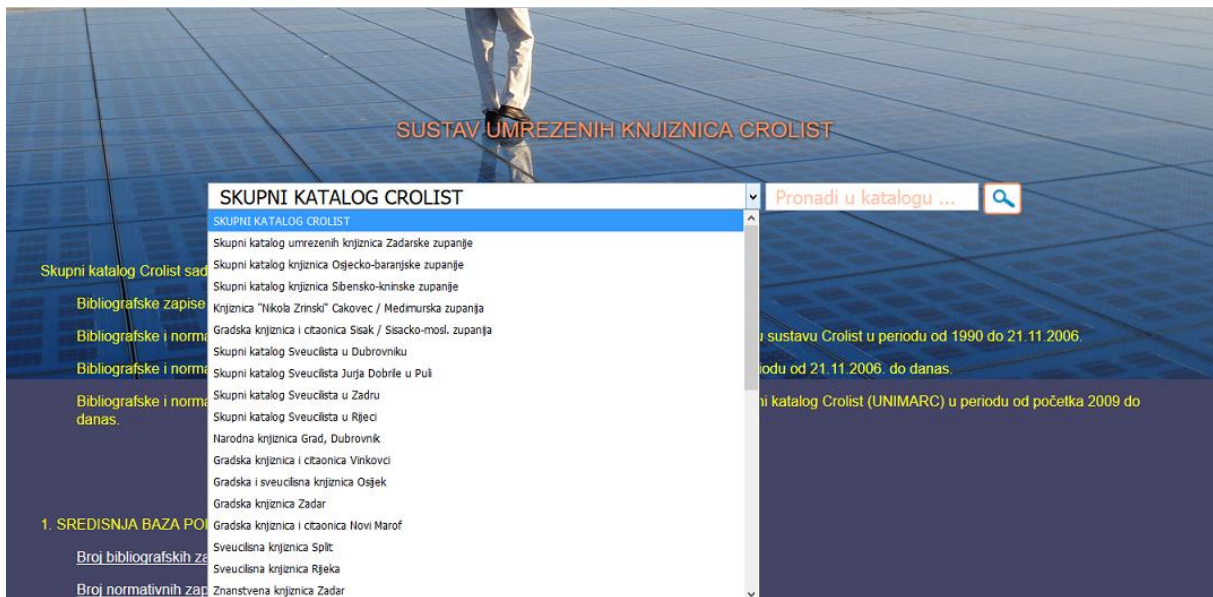 SUSTAV UMREZENIH KNJIZNICA CROLIST
SKUPNI KATALOG CROLIST
Pronadi u katalogu ...
SKUPNI KATALOG CROLIST
Skupni katalog umrezenih knjiznica Zadarske zupanije
Skupni katalog knjiznica Osjecko-baranjske zupanije
Skupni katalog Crolist sad
Skupni katalog knjiznica Sibensko-kninske zupanije
Bibliografske zapise
Knjiznica "Nikola Zrinski" Cakovec / Medimurska zupanija
Gradska knjiznica i citaonica Sisak / Sisacko-mosl. zupanija
Bibliografske i norma
u sustavu Crolist u periodu od 1990 do 21.11.2006.
Skupni katalog Sveucilista u Dubrovniku
Bibliografske i norma
iodu od 21.11.2006. do danas.
Skupni katalog Sveucilista Jurja Dobrile u Puli
Skupni katalog Sveucilista u Zadru
Bibliografske i norma
ni katalog Crolist (UNIMARC) u periodu od početka 2009 do
danas.
Skupni katalog Sveucilista u Rijeci
Narodna knjiznica Grad, Dubrovnik
Gradska knjiznica i citaonica Vinkovci
Gradska i sveucilisna knjiznica Osijek
Gradska knjiznica Zadar
1. SREDISNJA BAZA POD
Gradska knjiznica i citaonica Novi Marof
Sveucilisna knjiznica Split
Broj bibliografskih za
Sveucilisna knjiznica Rijeka
Broj normativnih zap
Znanstvena knjiznica Zadar